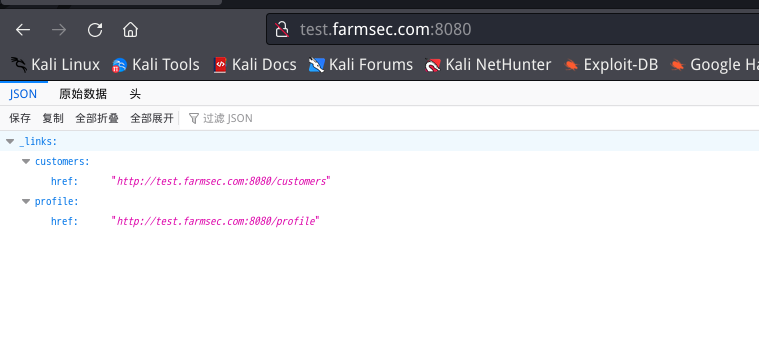 test.farmsec.com:8080
Kali Linux Kali Tools Kali Docs Kali Forums Kali NetHunter Exploit-DB Google Ha
JSON 原始数据 头
保存 复制 全部折叠 全部展开 过滤 JSON
_links:
customers:
href: "http://test.farmsec.com:8080/customers"
profile:
href: "http://test.farmsec.com:8080/profile"